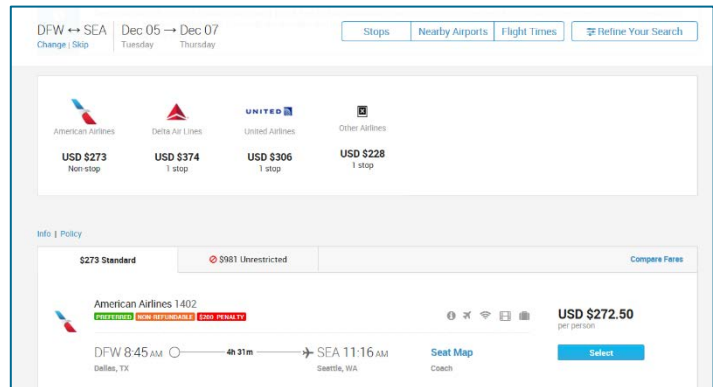 DFW ↔ SEA
Change | Skip
Dec 05 → Dec 07
Tuesday Thursday
Stops
Nearby Airports
Flight Times
Refine Your Search
American Airlines
USD $273
Non-stop
Delta Air Lines
USD $374
1 stop
UNITED
United Airlines
USD $306
1 stop
Other Airlines
USD $228
1 stop
Info | Policy
$273 Standard
$981 Unrestricted
Compare Fares
American Airlines 1402
PREFERRED NON REFUNDABLE $200 PENALTY
USD $272.50
per person
DFW 8:45 AM 4h 31m SEA 11:16 AM
Dallas, TX Seattle, WA
Seat Map
Coach
Select